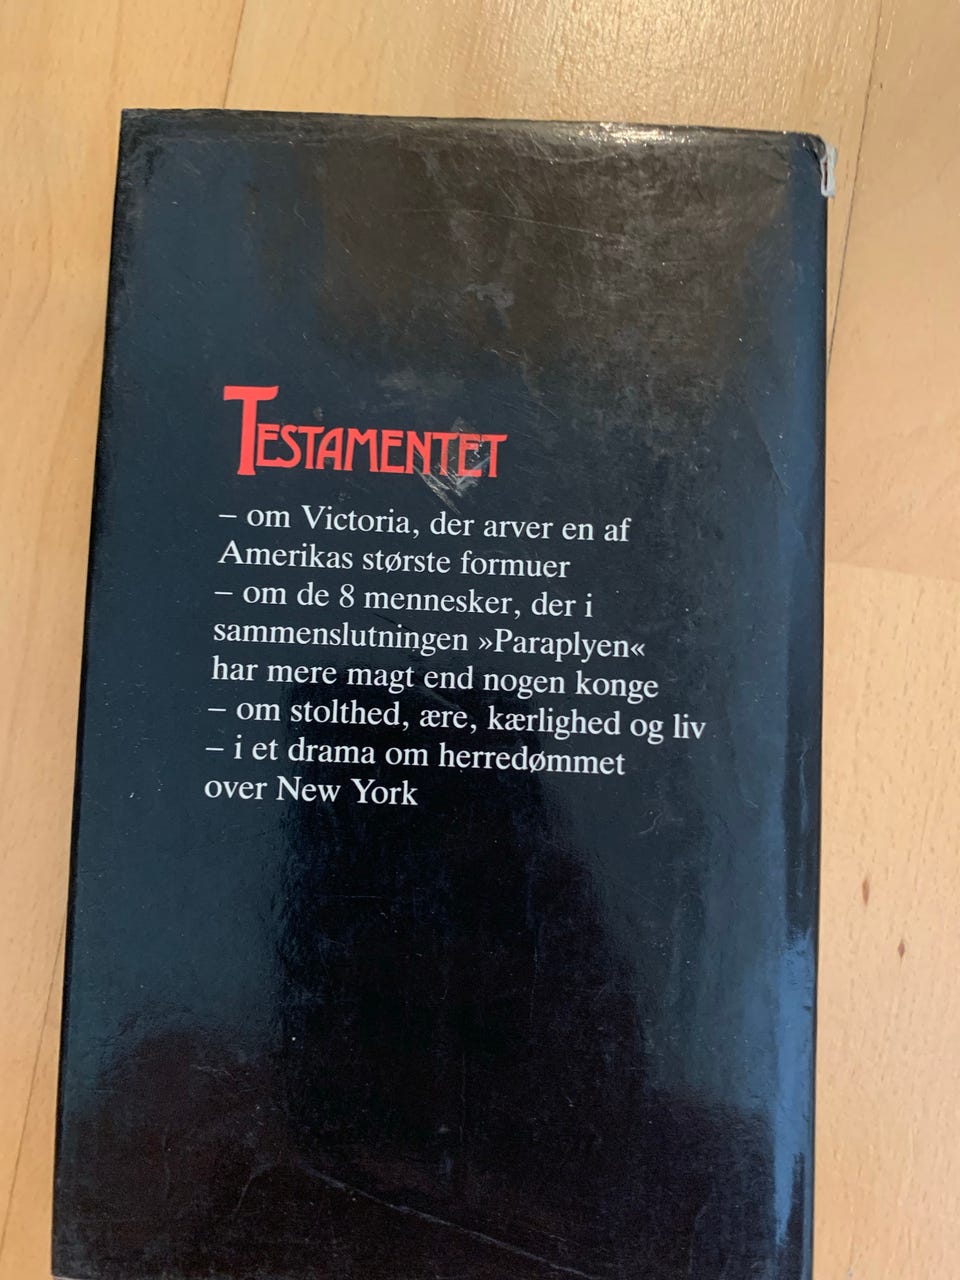 TESTAMENTET
– om Victoria, der arver en af
Amerikas største formuer
– om de 8 mennesker, der i
sammenslutningen »Paraplyen«
har mere magt end nogen konge
– om stolthed, ære, kærlighed og liv
– i et drama om herredømmet
over New York